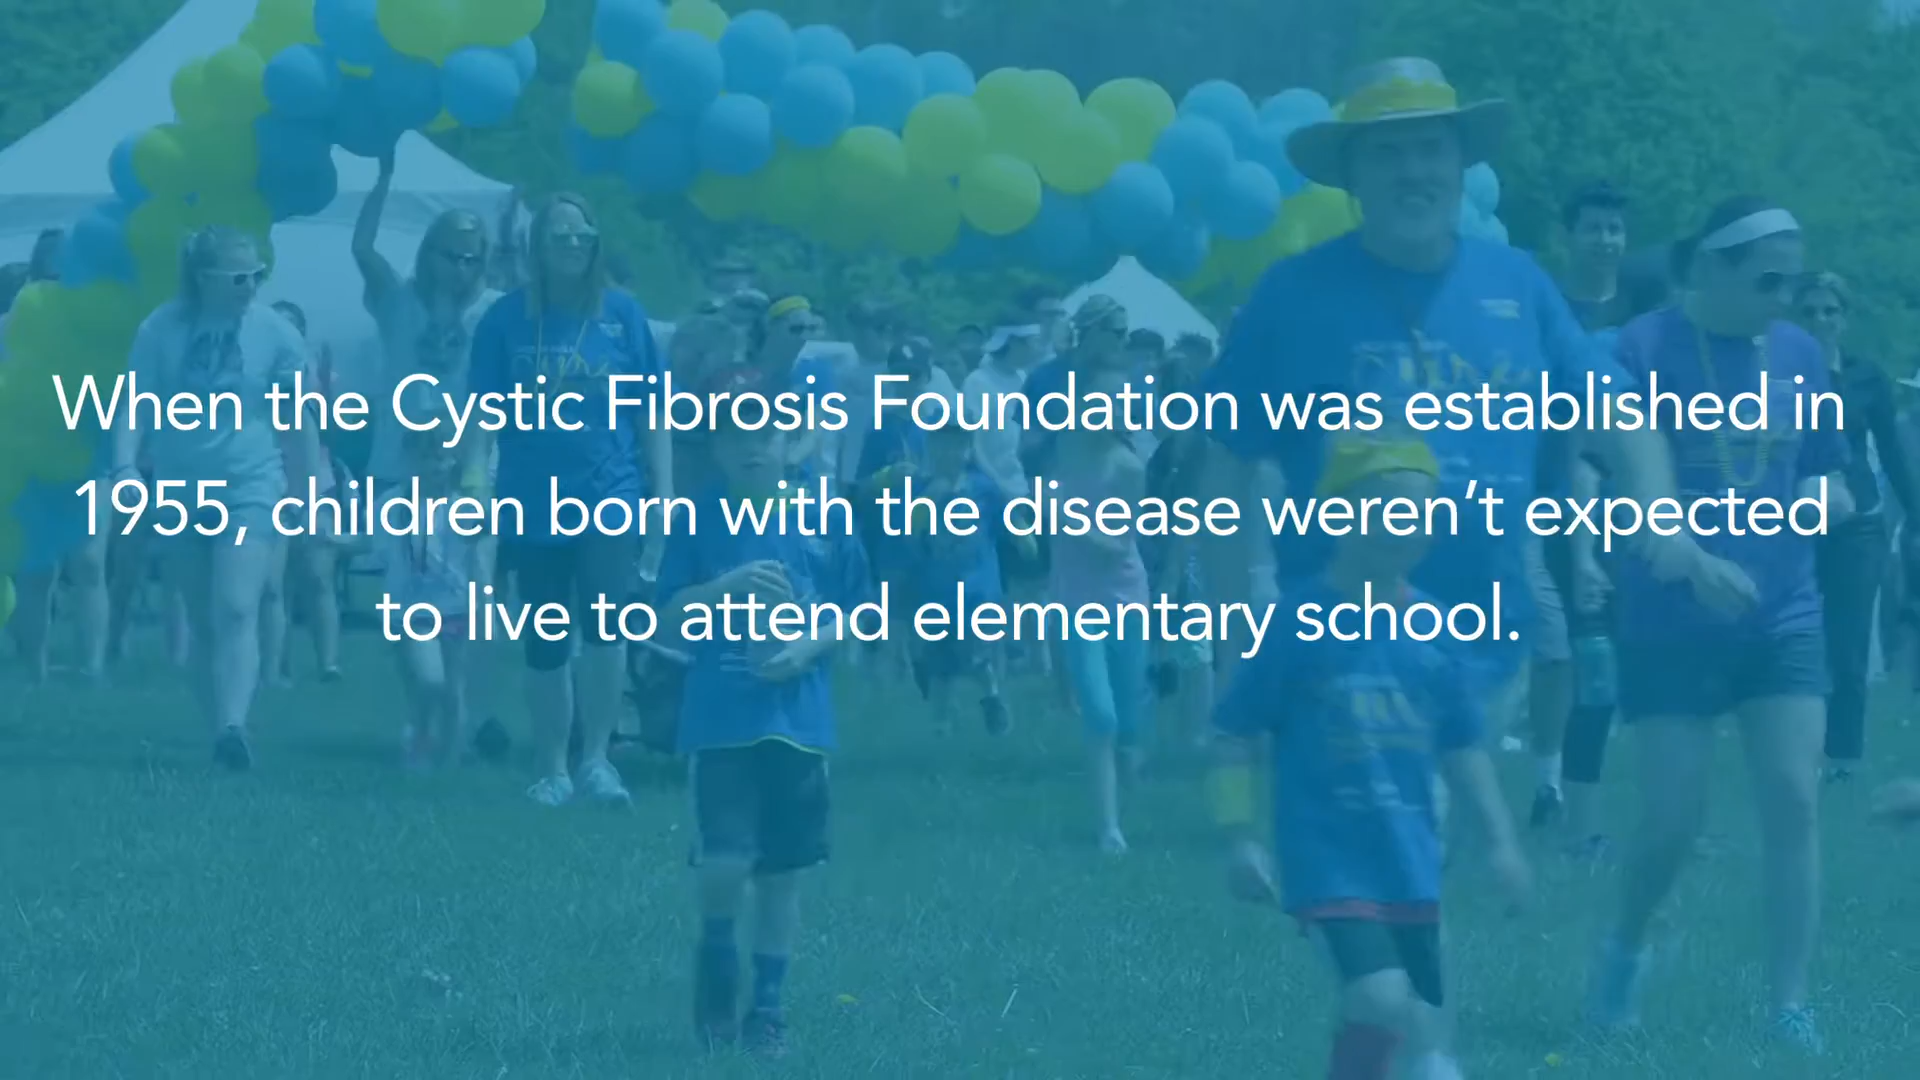 When the Cystic Fibrosis Foundation was established in
1955, children born with the disease weren’t expected
to live to attend elementary school.